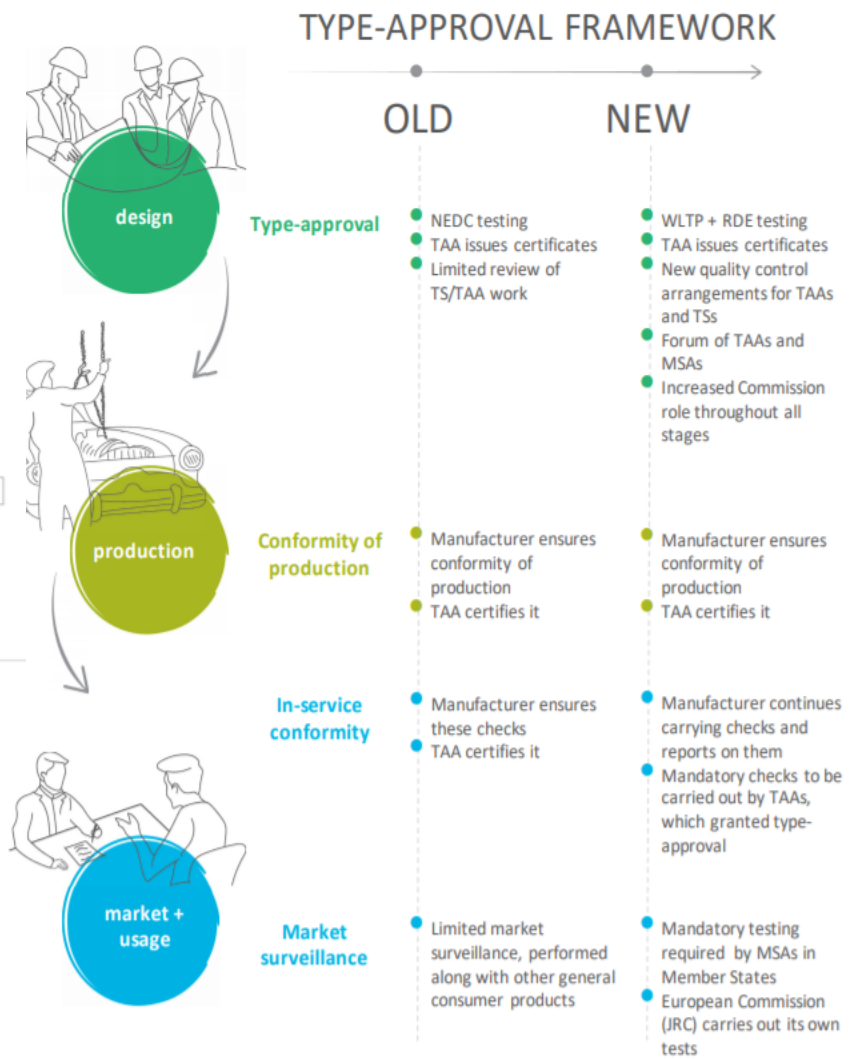 TYPE-APPROVAL FRAMEWORK
OLD
NEW
design
Type-approval
NEDC testing
TAA issues certificates
Limited review of
TS/TAA work
WLTP + RDE testing
TAA issues certificates
New quality control
arrangements for TAAs
and TSs
Forum of TAAs and
MSAs
Increased Commission
role throughout all
stages
production
Conformity of
production
Manufacturer ensures
conformity of
production
TAA certifies it
Manufacturer ensures
conformity of
production
TAA certifies it
In-service
conformity
Manufacturer ensures
these checks
TAA certifies it
Manufacturer continues
carrying checks and
reports on them
Mandatory checks to be
carried out by TAAs,
which granted type-
approval
market +
usage
Market
surveillance
Limited market
surveillance, performed
along with other general
consumer products
Mandatory testing
required by MSAs in
Member States
European Commission
(JRC) carries out its own
tests